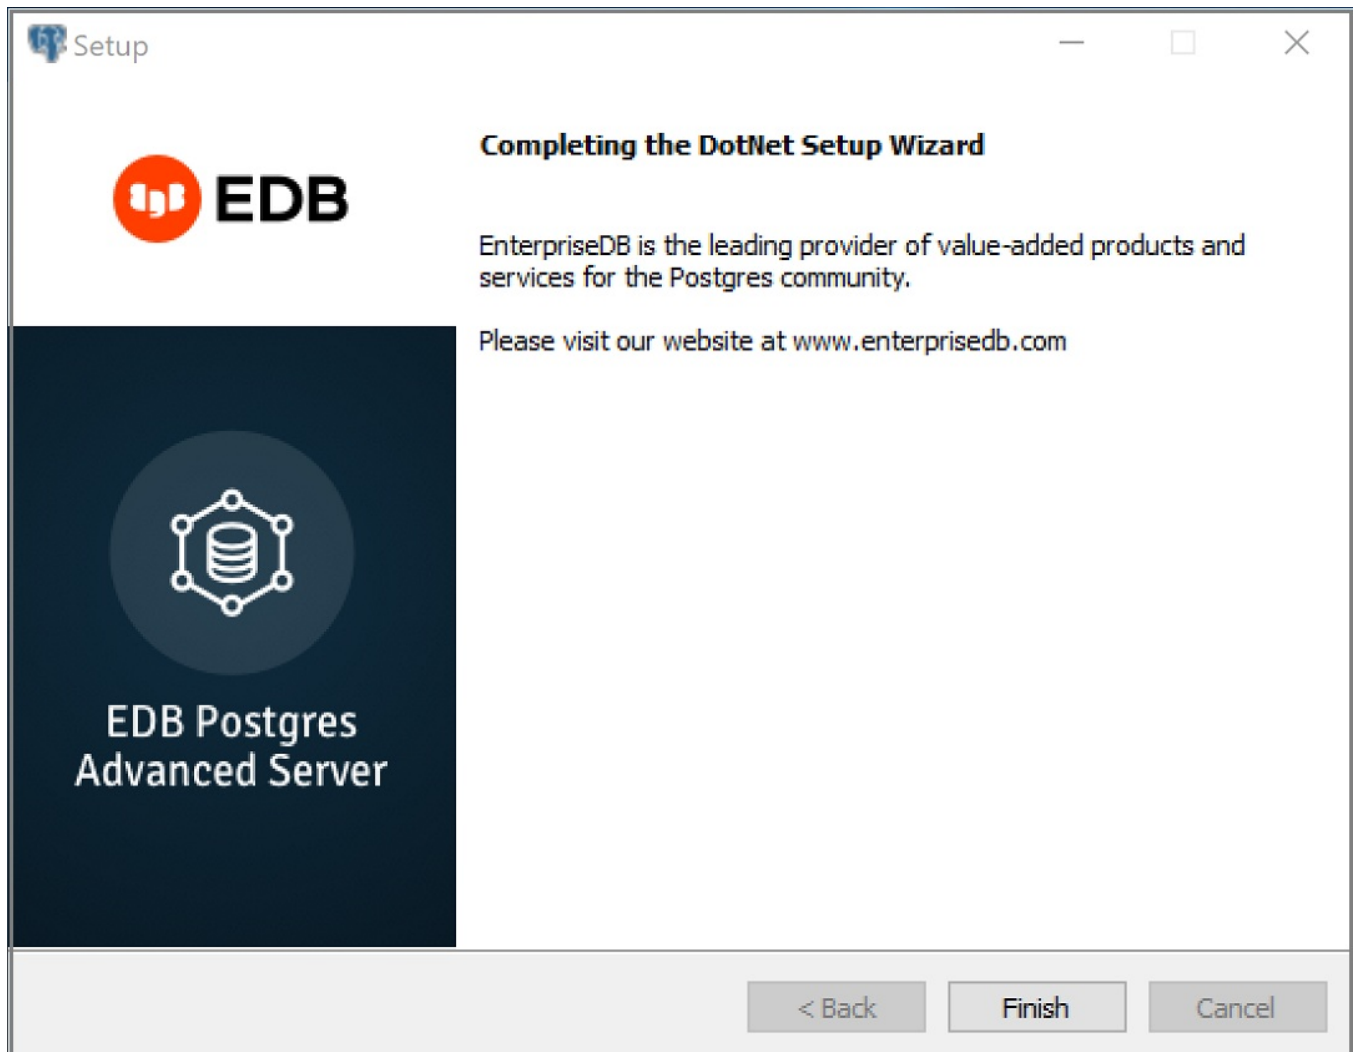 Setup
EDB
Completing the DotNet Setup Wizard
EnterpriseDB is the leading provider of value-added products and
services for the Postgres community.
Please visit our website at www.enterprisedb.com
EDB Postgres
Advanced Server
< Back
Finish
Cancel